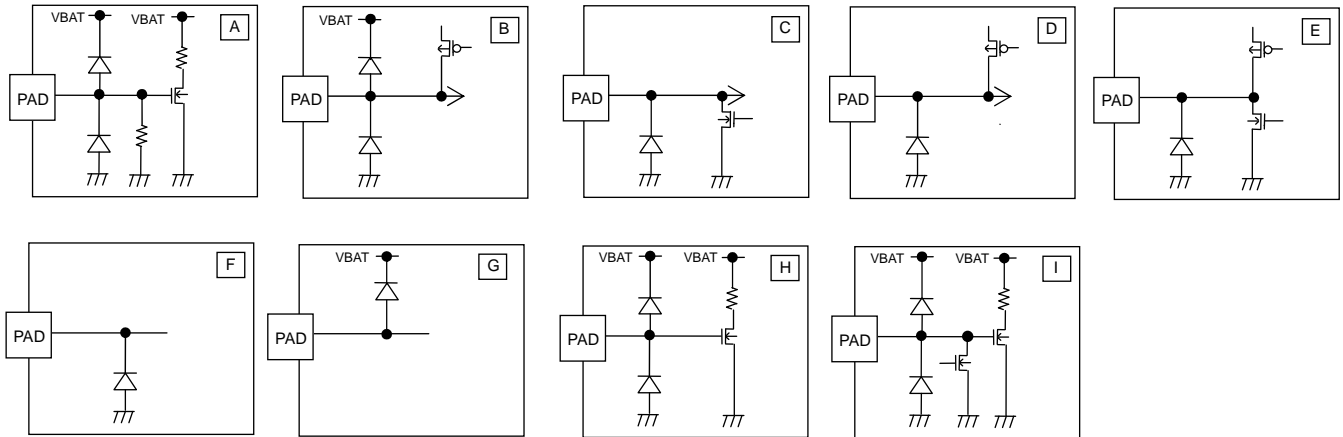 VBAT VBAT A
PAD
VBAT B
PAD
C
PAD
D
PAD
E
PAD
F
PAD
VBAT G
PAD
VBAT VBAT H
PAD
VBAT VBAT I
PAD